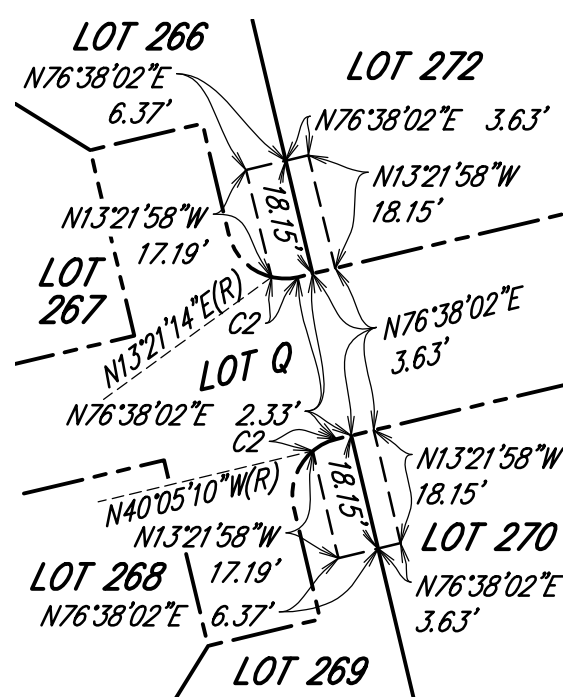 LOT 266
N76°38'02"E
6.37'
LOT 272
N76°38'02"E 3.63'
N13°21'58"W
18.15'
18.15'
N13°21'58"W
17.19'
LOT
267
N13°21'14"E(R)
C2
N76°38'02"E
3.63'
LOT Q
N76°38'02"E 2.33'
C2
N40°05'10"W(R)
18.15'
N13°21'58"W
18.15'
N13°21'58"W
17.19'
LOT 270
LOT 268
N76°38'02"E 6.37'
N76°38'02"E
3.63'
LOT 269